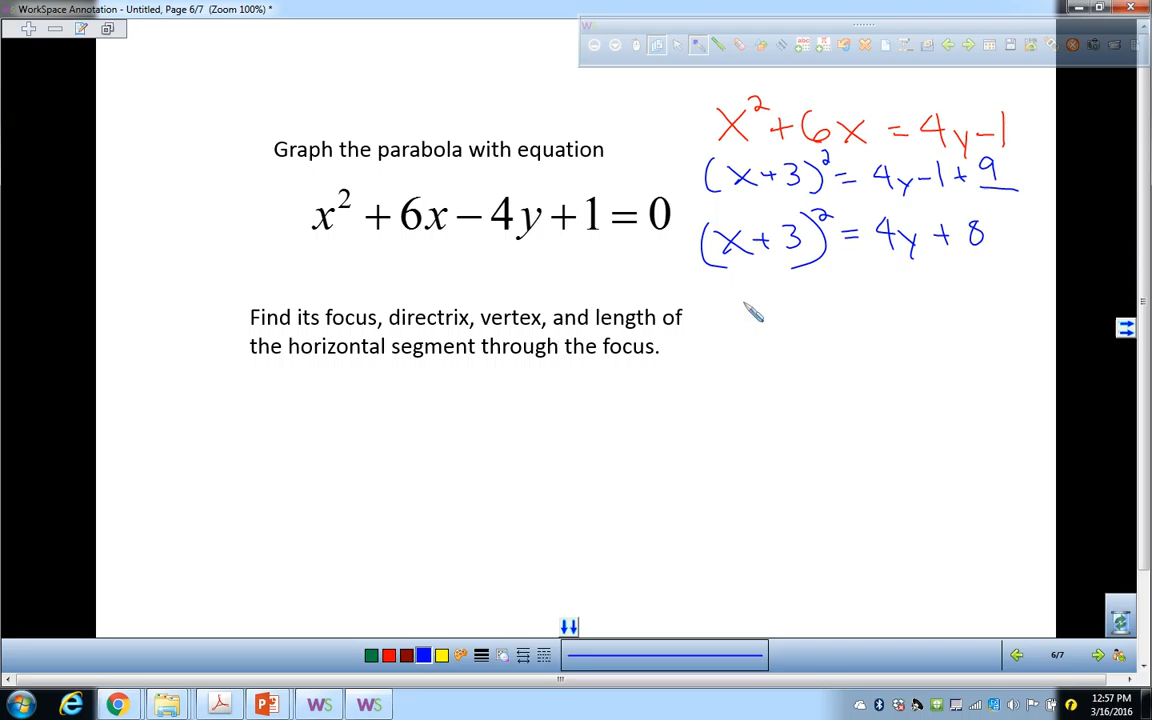 WorkSpace Annotation - Untitled, Page 6/7 (Zoom 100%) *
Graph the parabola with equation
x² + 6x − 4y + 1 = 0
Find its focus, directrix, vertex, and length of
the horizontal segment through the focus.
x² + 6x = 4y − 1
(x + 3)² = 4y − 1 + 9
(x + 3)² = 4y + 8
6/7
WS WS
12:57 PM
3/16/2016